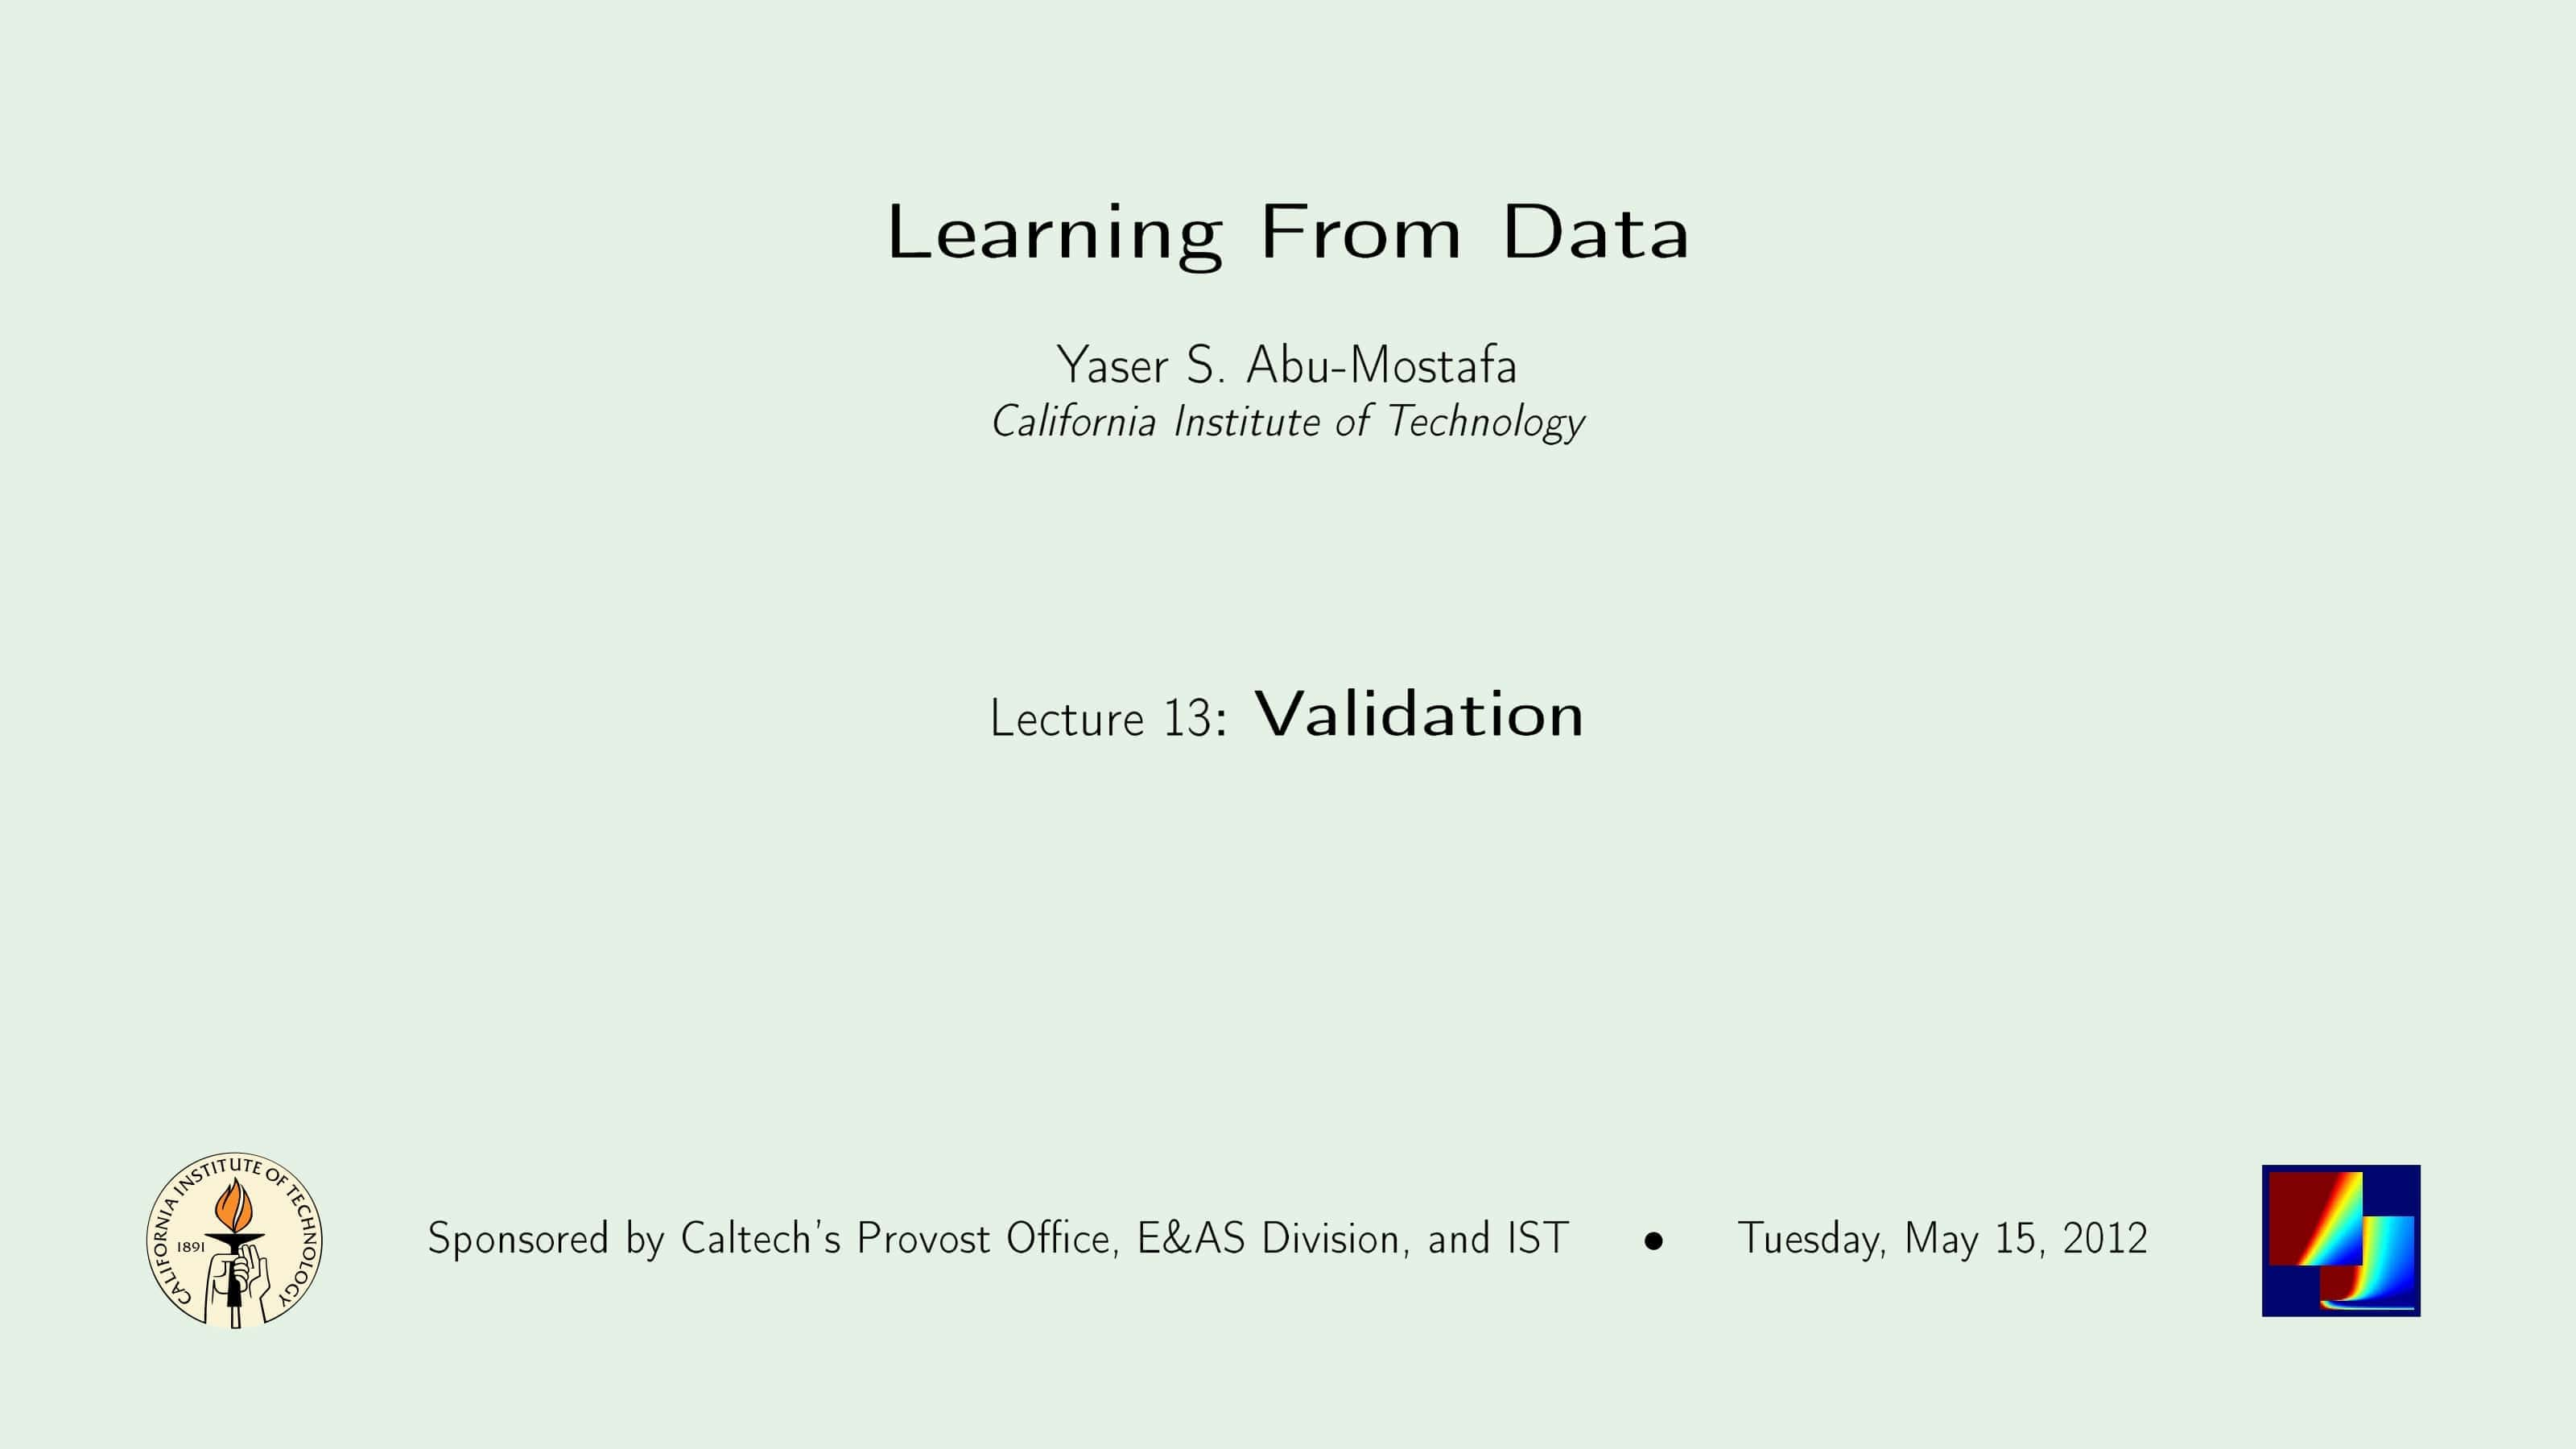 Learning From Data
Yaser S. Abu-Mostafa
California Institute of Technology
Lecture 13: Validation
CALIFORNIA INSTITUTE OF TECHNOLOGY
1891
Sponsored by Caltech's Provost Office, E&AS Division, and IST • Tuesday, May 15, 2012